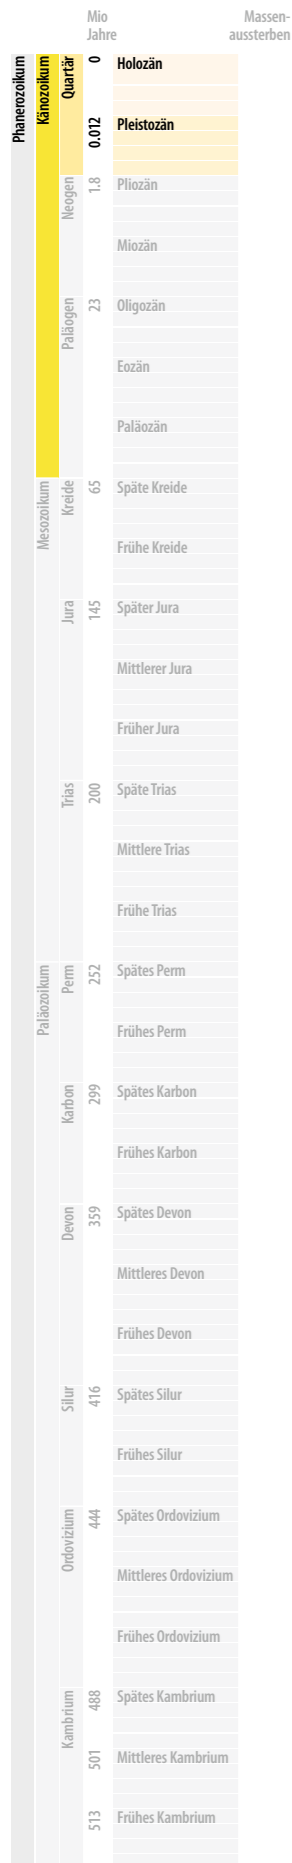 Mio
Jahre
Massen-
aussterben
Phanerozoikum
Känozoikum
Quartär
0
Holozän
0.012
Pleistozän
Neogen
1.8
Pliozän
Miozän
Paläogen
23
Oligozän
Eozän
Paläozän
Mesozoikum
Kreide
65
Späte Kreide
Frühe Kreide
Jura
145
Später Jura
Mittlerer Jura
Früher Jura
Trias
200
Späte Trias
Mittlere Trias
Frühe Trias
Paläozoikum
Perm
252
Spätes Perm
Frühes Perm
Karbon
299
Spätes Karbon
Frühes Karbon
Devon
359
Spätes Devon
Mittleres Devon
Frühes Devon
Silur
416
Spätes Silur
Frühes Silur
Ordovizium
444
Spätes Ordovizium
Mittleres Ordovizium
Frühes Ordovizium
Kambrium
488
Spätes Kambrium
501
Mittleres Kambrium
513
Frühes Kambrium